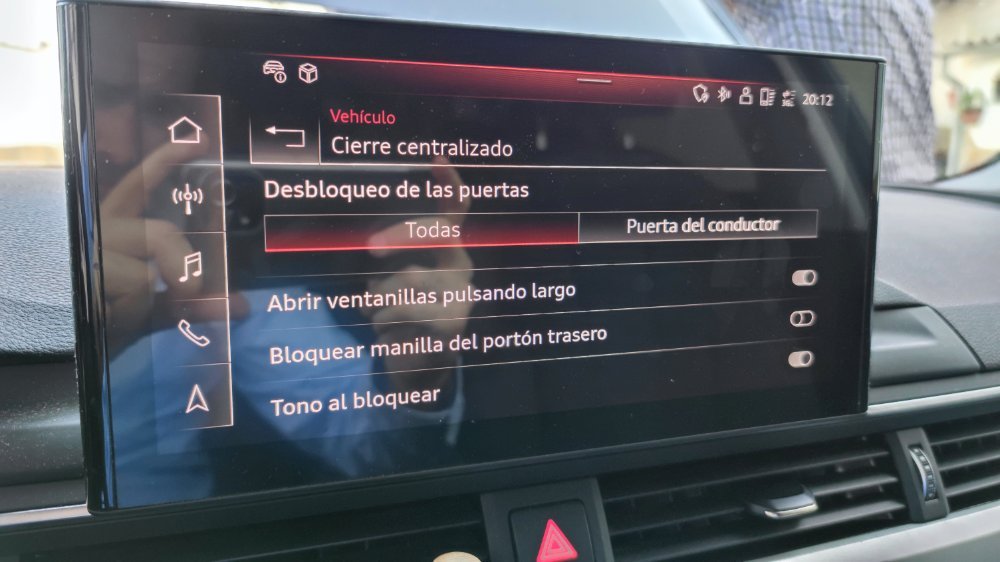 20:12
Vehículo
Cierre centralizado
Desbloqueo de las puertas
Todas
Puerta del conductor
Abrir ventanillas pulsando largo
Bloquear manilla del portón trasero
Tono al bloquear